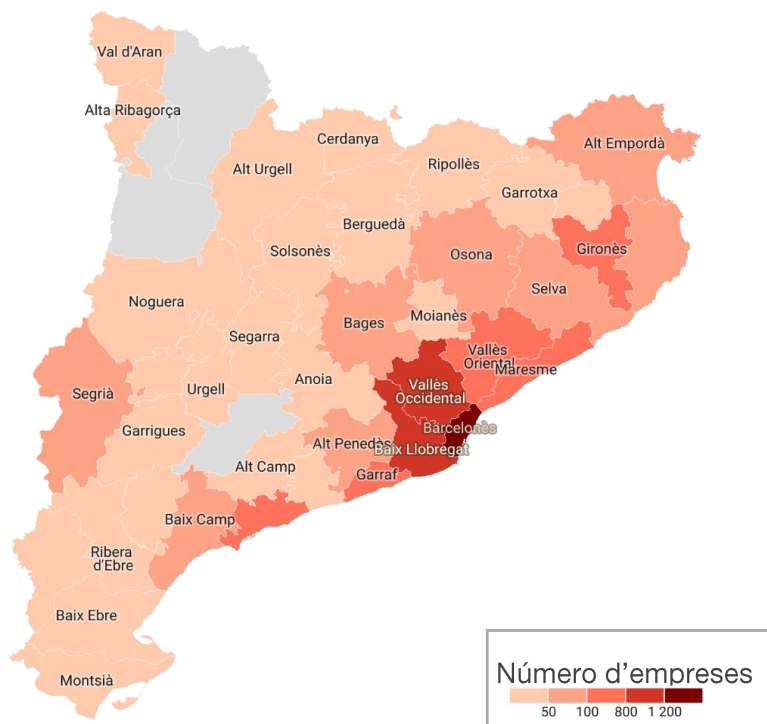 Val d'Aran
Alta Ribagorça
Cerdanya
Alt Empordà
Alt Urgell
Ripollès
Garrotxa
Berguedà
Solsonès
Osona
Gironès
Selva
Noguera
Moianès
Bages
Segarra
Vallès
Oriental
Maresme
Anoia
Vallès
Occidental
Urgell
Segrià
Garrigues
Barcelonès
Alt Penedès
Baix Llobregat
Alt Camp
Garraf
Baix Camp
Ribera
d'Ebre
Baix Ebre
Montsià
Número d’empreses
50 100 800 1 200